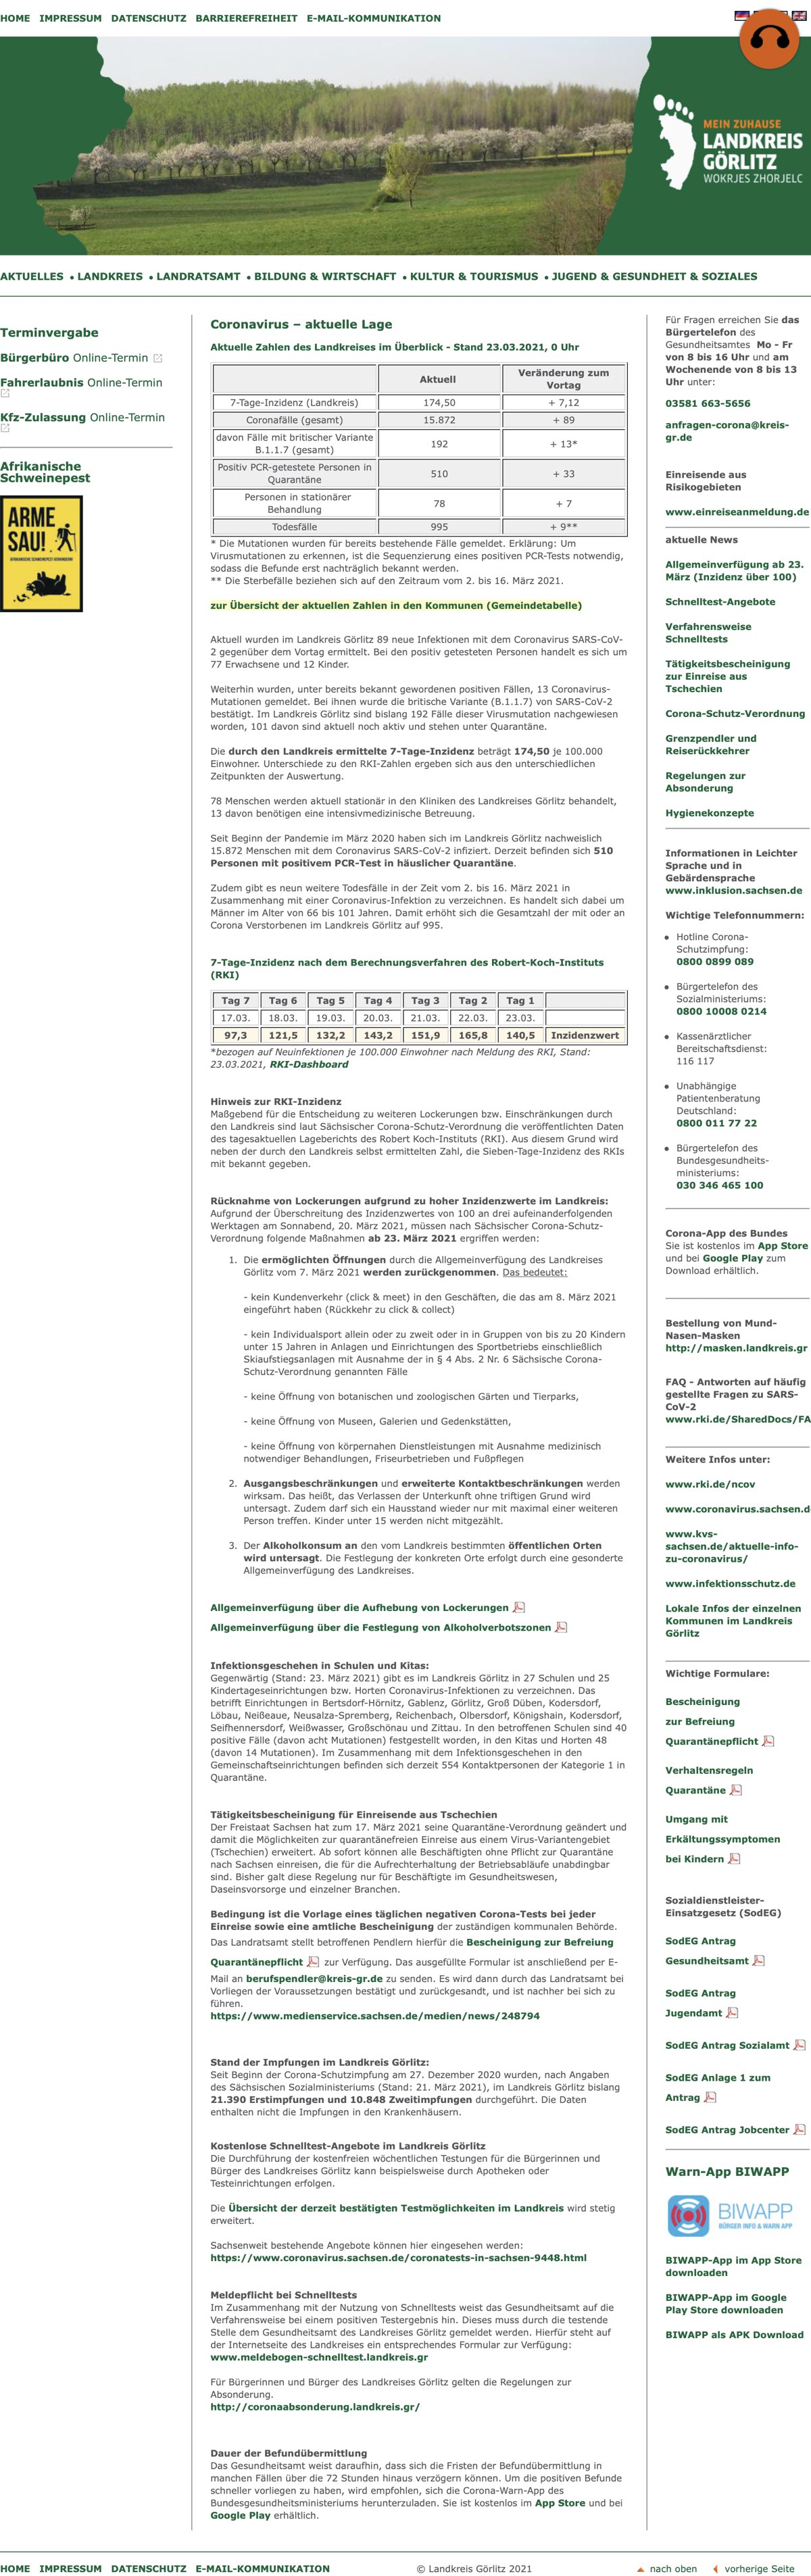 HOME IMPRESSUM DATENSCHUTZ BARRIEREFREIHEIT E-MAIL-KOMMUNIKATION
MEIN ZUHAUSE
LANDKREIS
GÖRLITZ
WOKRJES ZHORJELC
AKTUELLES • LANDKREIS • LANDRATSAMT • BILDUNG & WIRTSCHAFT • KULTUR & TOURISMUS • JUGEND & GESUNDHEIT & SOZIALES
Terminvergabe
Bürgerbüro Online-Termin
Fahrerlaubnis Online-Termin
Kfz-Zulassung Online-Termin
Afrikanische
Schweinepest
ARME
SAU!
Coronavirus – aktuelle Lage
Aktuelle Zahlen des Landkreises im Überblick - Stand 23.03.2021, 0 Uhr
Aktuell Veränderung zum
Vortag
7-Tage-Inzidenz (Landkreis) 174,50 + 7,12
Coronafälle (gesamt) 15.872 + 89
davon Fälle mit britischer Variante
B.1.1.7 (gesamt) 192 + 13*
Positiv PCR-getestete Personen in
Quarantäne 510 + 33
Personen in stationärer
Behandlung 78 + 7
Todesfälle 995 + 9**
* Die Mutationen wurden für bereits bestehende Fälle gemeldet. Erklärung: Um
Virusmutationen zu erkennen, ist die Sequenzierung eines positiven PCR-Tests notwendig,
sodass die Befunde erst nachträglich bekannt werden.
** Die Sterbefälle beziehen sich auf den Zeitraum vom 2. bis 16. März 2021.
zur Übersicht der aktuellen Zahlen in den Kommunen (Gemeindetabelle)
Aktuell wurden im Landkreis Görlitz 89 neue Infektionen mit dem Coronavirus SARS-CoV-
2 gegenüber dem Vortag ermittelt. Bei den positiv getesteten Personen handelt es sich um
77 Erwachsene und 12 Kinder.
Weiterhin wurden, unter bereits bekannt gewordenen positiven Fällen, 13 Coronavirus-
Mutationen gemeldet. Bei ihnen wurde die britische Variante (B.1.1.7) von SARS-CoV-2
bestätigt. Im Landkreis Görlitz sind bislang 192 Fälle dieser Virusmutation nachgewiesen
worden, 101 davon sind aktuell noch aktiv und stehen unter Quarantäne.
Die durch den Landkreis ermittelte 7-Tage-Inzidenz beträgt 174,50 je 100.000
Einwohner. Unterschiede zu den RKI-Zahlen ergeben sich aus den unterschiedlichen
Zeitpunkten der Auswertung.
78 Menschen werden aktuell stationär in den Kliniken des Landkreises Görlitz behandelt,
13 davon benötigen eine intensivmedizinische Betreuung.
Seit Beginn der Pandemie im März 2020 haben sich im Landkreis Görlitz nachweislich
15.872 Menschen mit dem Coronavirus SARS-CoV-2 infiziert. Derzeit befinden sich 510
Personen mit positivem PCR-Test in häuslicher Quarantäne.
Zudem gibt es neun weitere Todesfälle in der Zeit vom 2. bis 16. März 2021 in
Zusammenhang mit einer Coronavirus-Infektion zu verzeichnen. Es handelt sich dabei um
Männer im Alter von 66 bis 101 Jahren. Damit erhöht sich die Gesamtzahl der mit oder an
Corona Verstorbenen im Landkreis Görlitz auf 995.
7-Tage-Inzidenz nach dem Berechnungsverfahren des Robert-Koch-Instituts
(RKI)
Tag 7 Tag 6 Tag 5 Tag 4 Tag 3 Tag 2 Tag 1
17.03. 18.03. 19.03. 20.03. 21.03. 22.03. 23.03.
97,3 121,5 132,2 143,2 151,9 165,8 140,5 Inzidenzwert
*bezogen auf Neuinfektionen je 100.000 Einwohner nach Meldung des RKI, Stand:
23.03.2021, RKI-Dashboard
Hinweis zur RKI-Inzidenz
Maßgebend für die Entscheidung zu weiteren Lockerungen bzw. Einschränkungen durch
den Landkreis sind laut Sächsischer Corona-Schutz-Verordnung die veröffentlichten Daten
des tagesaktuellen Lageberichts des Robert Koch-Instituts (RKI). Aus diesem Grund wird
neben der durch den Landkreis selbst ermittelten Zahl, die Sieben-Tage-Inzidenz des RKIs
mit bekannt gegeben.
Rücknahme von Lockerungen aufgrund zu hoher Inzidenzwerte im Landkreis:
Aufgrund der Überschreitung des Inzidenzwertes von 100 an drei aufeinanderfolgenden
Werktagen am Sonnabend, 20. März 2021, müssen nach Sächsischer Corona-Schutz-
Verordnung folgende Maßnahmen ab 23. März 2021 ergriffen werden:
1. Die ermöglichten Öffnungen durch die Allgemeinverfügung des Landkreises
Görlitz vom 7. März 2021 werden zurückgenommen. Das bedeutet:
- kein Kundenverkehr (click & meet) in den Geschäften, die das am 8. März 2021
eingeführt haben (Rückkehr zu click & collect)
- kein Individualsport allein oder zu zweit oder in in Gruppen von bis zu 20 Kindern
unter 15 Jahren in Anlagen und Einrichtungen des Sportbetriebs einschließlich
Skiaufstiegsanlagen mit Ausnahme der in § 4 Abs. 2 Nr. 6 Sächsische Corona-
Schutz-Verordnung genannten Fälle
- keine Öffnung von botanischen und zoologischen Gärten und Tierparks,
- keine Öffnung von Museen, Galerien und Gedenkstätten,
- keine Öffnung von körpernahen Dienstleistungen mit Ausnahme medizinisch
notwendiger Behandlungen, Friseurbetrieben und Fußpflegen
2. Ausgangsbeschränkungen und erweiterte Kontaktbeschränkungen werden
wirksam. Das heißt, das Verlassen der Unterkunft ohne triftigen Grund wird
untersagt. Zudem darf sich ein Hausstand wieder nur mit maximal einer weiteren
Person treffen. Kinder unter 15 werden nicht mitgezählt.
3. Der Alkoholkonsum an den vom Landkreis bestimmten öffentlichen Orten
wird untersagt. Die Festlegung der konkreten Orte erfolgt durch eine gesonderte
Allgemeinverfügung des Landkreises.
Allgemeinverfügung über die Aufhebung von Lockerungen
Allgemeinverfügung über die Festlegung von Alkoholverbotszonen
Infektionsgeschehen in Schulen und Kitas:
Gegenwärtig (Stand: 23. März 2021) gibt es im Landkreis Görlitz in 27 Schulen und 25
Kindertageseinrichtungen bzw. Horten Coronavirus-Infektionen zu verzeichnen. Das
betrifft Einrichtungen in Bertsdorf-Hörnitz, Gablenz, Görlitz, Groß Düben, Kodersdorf,
Löbau, Neißeaue, Neusalza-Spremberg, Reichenbach, Olbersdorf, Königshain, Kodersdorf,
Seifhennersdorf, Weißwasser, Großschönau und Zittau. In den betroffenen Schulen sind 40
positive Fälle (davon acht Mutationen) festgestellt worden, in den Kitas und Horten 48
(davon 14 Mutationen). Im Zusammenhang mit dem Infektionsgeschehen in den
Gemeinschaftseinrichtungen befinden sich derzeit 554 Kontaktpersonen der Kategorie 1 in
Quarantäne.
Tätigkeitsbescheinigung für Einreisende aus Tschechien
Der Freistaat Sachsen hat zum 17. März 2021 seine Quarantäne-Verordnung geändert und
damit die Möglichkeiten zur quarantänefreien Einreise aus einem Virus-Variantengebiet
(Tschechien) erweitert. Ab sofort können alle Beschäftigten ohne Pflicht zur Quarantäne
nach Sachsen einreisen, die für die Aufrechterhaltung der Betriebsabläufe unabdingbar
sind. Bisher galt diese Regelung nur für Beschäftigte im Gesundheitswesen,
Daseinsvorsorge und einzelner Branchen.
Bedingung ist die Vorlage eines täglichen negativen Corona-Tests bei jeder
Einreise sowie eine amtliche Bescheinigung der zuständigen kommunalen Behörde.
Das Landratsamt stellt betroffenen Pendlern hierfür die Bescheinigung zur Befreiung
Quarantänepflicht zur Verfügung. Das ausgefüllte Formular ist anschließend per E-
Mail an berufspendler@kreis-gr.de zu senden. Es wird dann durch das Landratsamt bei
Vorliegen der Voraussetzungen bestätigt und zurückgesandt, und ist nachher bei sich zu
führen.
https://www.medienservice.sachsen.de/medien/news/248794
Stand der Impfungen im Landkreis Görlitz:
Seit Beginn der Corona-Schutzimpfung am 27. Dezember 2020 wurden, nach Angaben
des Sächsischen Sozialministeriums (Stand: 21. März 2021), im Landkreis Görlitz bislang
21.390 Erstimpfungen und 10.848 Zweitimpfungen durchgeführt. Die Daten
enthalten nicht die Impfungen in den Krankenhäusern.
Kostenlose Schnelltest-Angebote im Landkreis Görlitz
Die Durchführung der kostenfreien wöchentlichen Testungen für die Bürgerinnen und
Bürger des Landkreises Görlitz kann beispielsweise durch Apotheken oder
Testeinrichtungen erfolgen.
Die Übersicht der derzeit bestätigten Testmöglichkeiten im Landkreis wird stetig
erweitert.
Sachsenweit bestehende Angebote können hier eingesehen werden:
https://www.coronavirus.sachsen.de/coronatests-in-sachsen-9448.html
Meldepflicht bei Schnelltests
Im Zusammenhang mit der Nutzung von Schnelltests weist das Gesundheitsamt auf die
Verfahrensweise bei einem positiven Testergebnis hin. Dieses muss durch die testende
Stelle dem Gesundheitsamt des Landkreises Görlitz gemeldet werden. Hierfür steht auf
der Internetseite des Landkreises ein entsprechendes Formular zur Verfügung:
www.meldebogen-schnelltest.landkreis.gr
Für Bürgerinnen und Bürger des Landkreises Görlitz gelten die Regelungen zur
Absonderung.
http://coronaabsonderung.landkreis.gr/
Dauer der Befundübermittlung
Das Gesundheitsamt weist daraufhin, dass sich die Fristen der Befundübermittlung in
manchen Fällen über die 72 Stunden hinaus verzögern können. Um die positiven Befunde
schneller vorliegen zu haben, wird empfohlen, sich die Corona-Warn-App des
Bundesgesundheitsministeriums herunterzuladen. Sie ist kostenlos im App Store und bei
Google Play erhältlich.
Für Fragen erreichen Sie das
Bürgertelefon des
Gesundheitsamtes Mo - Fr
von 8 bis 16 Uhr und am
Wochenende von 8 bis 13
Uhr unter:
03581 663-5656
anfragen-corona@kreis-
gr.de
Einreisende aus
Risikogebieten
www.einreiseanmeldung.de
aktuelle News
Allgemeinverfügung ab 23.
März (Inzidenz über 100)
Schnelltest-Angebote
Verfahrensweise
Schnelltests
Tätigkeitsbescheinigung
zur Einreise aus
Tschechien
Corona-Schutz-Verordnung
Grenzpendler und
Reiserückkehrer
Regelungen zur
Absonderung
Hygienekonzepte
Informationen in Leichter
Sprache und in
Gebärdensprache
www.inklusion.sachsen.de
Wichtige Telefonnummern:
• Hotline Corona-
Schutzimpfung:
0800 0899 089
• Bürgertelefon des
Sozialministeriums:
0800 10008 0214
• Kassenärztlicher
Bereitschaftsdienst:
116 117
• Unabhängige
Patientenberatung
Deutschland:
0800 011 77 22
• Bürgertelefon des
Bundesgesundheits-
ministeriums:
030 346 465 100
Corona-App des Bundes
Sie ist kostenlos im App Store
und bei Google Play zum
Download erhältlich.
Bestellung von Mund-
Nasen-Masken
http://masken.landkreis.gr
FAQ - Antworten auf häufig
gestellte Fragen zu SARS-
CoV-2
www.rki.de/SharedDocs/FA
Weitere Infos unter:
www.rki.de/ncov
www.coronavirus.sachsen.d
www.kvs-
sachsen.de/aktuelle-info-
zu-coronavirus/
www.infektionsschutz.de
Lokale Infos der einzelnen
Kommunen im Landkreis
Görlitz
Wichtige Formulare:
Bescheinigung
zur Befreiung
Quarantänepflicht
Verhaltensregeln
Quarantäne
Umgang mit
Erkältungssymptomen
bei Kindern
Sozialdienstleister-
Einsatzgesetz (SodEG)
SodEG Antrag
Gesundheitsamt
SodEG Antrag
Jugendamt
SodEG Antrag Sozialamt
SodEG Anlage 1 zum
Antrag
SodEG Antrag Jobcenter
Warn-App BIWAPP
BIWAPP
BÜRGER INFO & WARN APP
BIWAPP-App im App Store
downloaden
BIWAPP-App im Google
Play Store downloaden
BIWAPP als APK Download
HOME IMPRESSUM DATENSCHUTZ E-MAIL-KOMMUNIKATION © Landkreis Görlitz 2021 nach oben vorherige Seite